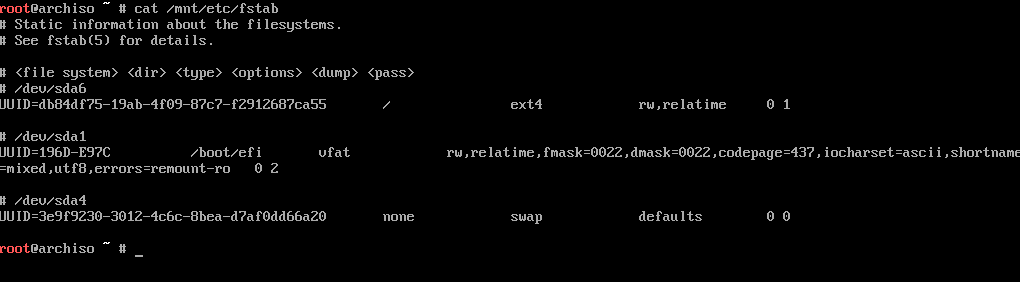 root@archiso ~ # cat /mnt/etc/fstab
# Static information about the filesystems.
# See fstab(5) for details.
# <file system> <dir> <type> <options> <dump> <pass>
# /dev/sda6
UUID=db84df75-19ab-4f09-87c7-f2912687ca55 / ext4 rw,relatime 0 1
# /dev/sda1
UUID=196D-E97C /boot/efi vfat rw,relatime,fmask=0022,dmask=0022,codepage=437,iocharset=ascii,shortname
=mixed,utf8,errors=remount-ro 0 2
# /dev/sda4
UUID=3e9f9230-3012-4c6c-8bea-d7af0dd66a20 none swap defaults 0 0
root@archiso ~ # _